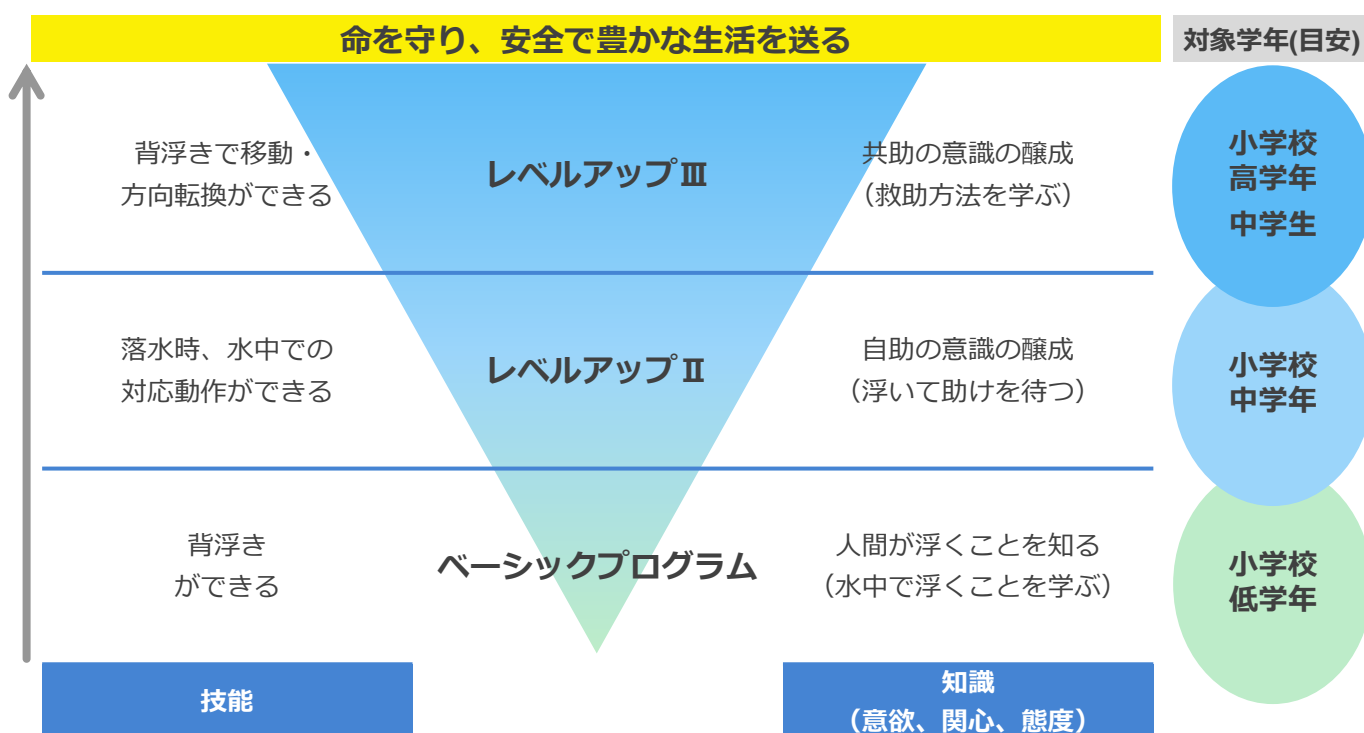 命を守り、安全で豊かな生活を送る
対象学年(目安)
背浮きで移動・
方向転換ができる
レベルアップⅢ
共助の意識の醸成
（救助方法を学ぶ）
小学校
高学年
中学生
落水時、水中での
対応動作ができる
レベルアップⅡ
自助の意識の醸成
（浮いて助けを待つ）
小学校
中学年
背浮き
ができる
ベーシックプログラム
人間が浮くことを知る
（水中で浮くことを学ぶ）
小学校
低学年
技能
知識
（意欲、関心、態度）